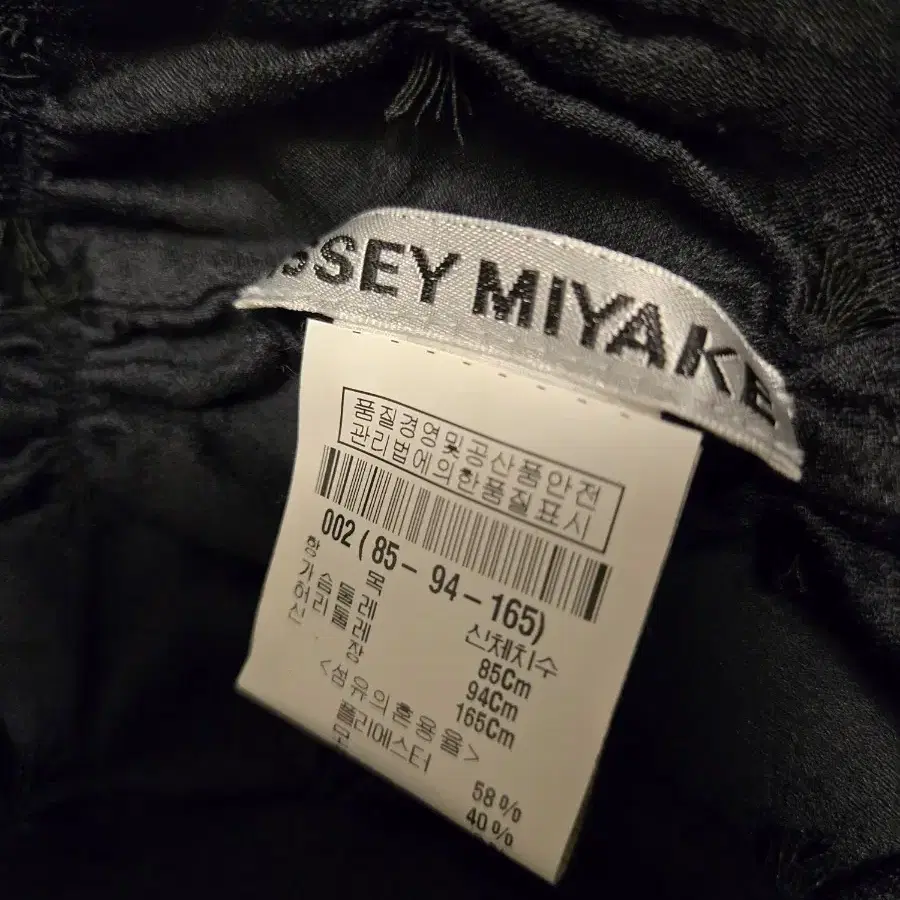 ISSEY MIYAKE
품질경영및공산품안전
관리법에의한품질표시
002 ( 85 - 94 - 165)
항 목 신체치수
가 슴 둘 레 85Cm
허 리 둘 레 94Cm
신 장 165Cm
<섬유의혼용율>
폴리에스터 58%
40%